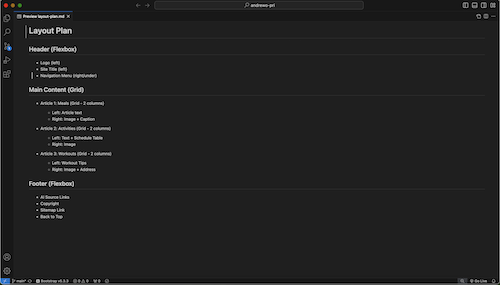 andrews-prl
Preview layout-plan.md
Layout Plan
Header (Flexbox)
Logo (left)
Site Title (left)
Navigation Menu (right/under)
Main Content (Grid)
Article 1: Meals (Grid - 2 columns)
Left: Article text
Right: Image + Caption
Article 2: Activities (Grid - 2 columns)
Left: Text + Schedule Table
Right: Image
Article 3: Workouts (Grid - 2 columns)
Left: Workout Tips
Right: Image + Address
Footer (Flexbox)
AI Source Links
Copyright
Sitemap Link
Back to Top
main* Bootstrap v5.3.3 0 0 0 Go Live